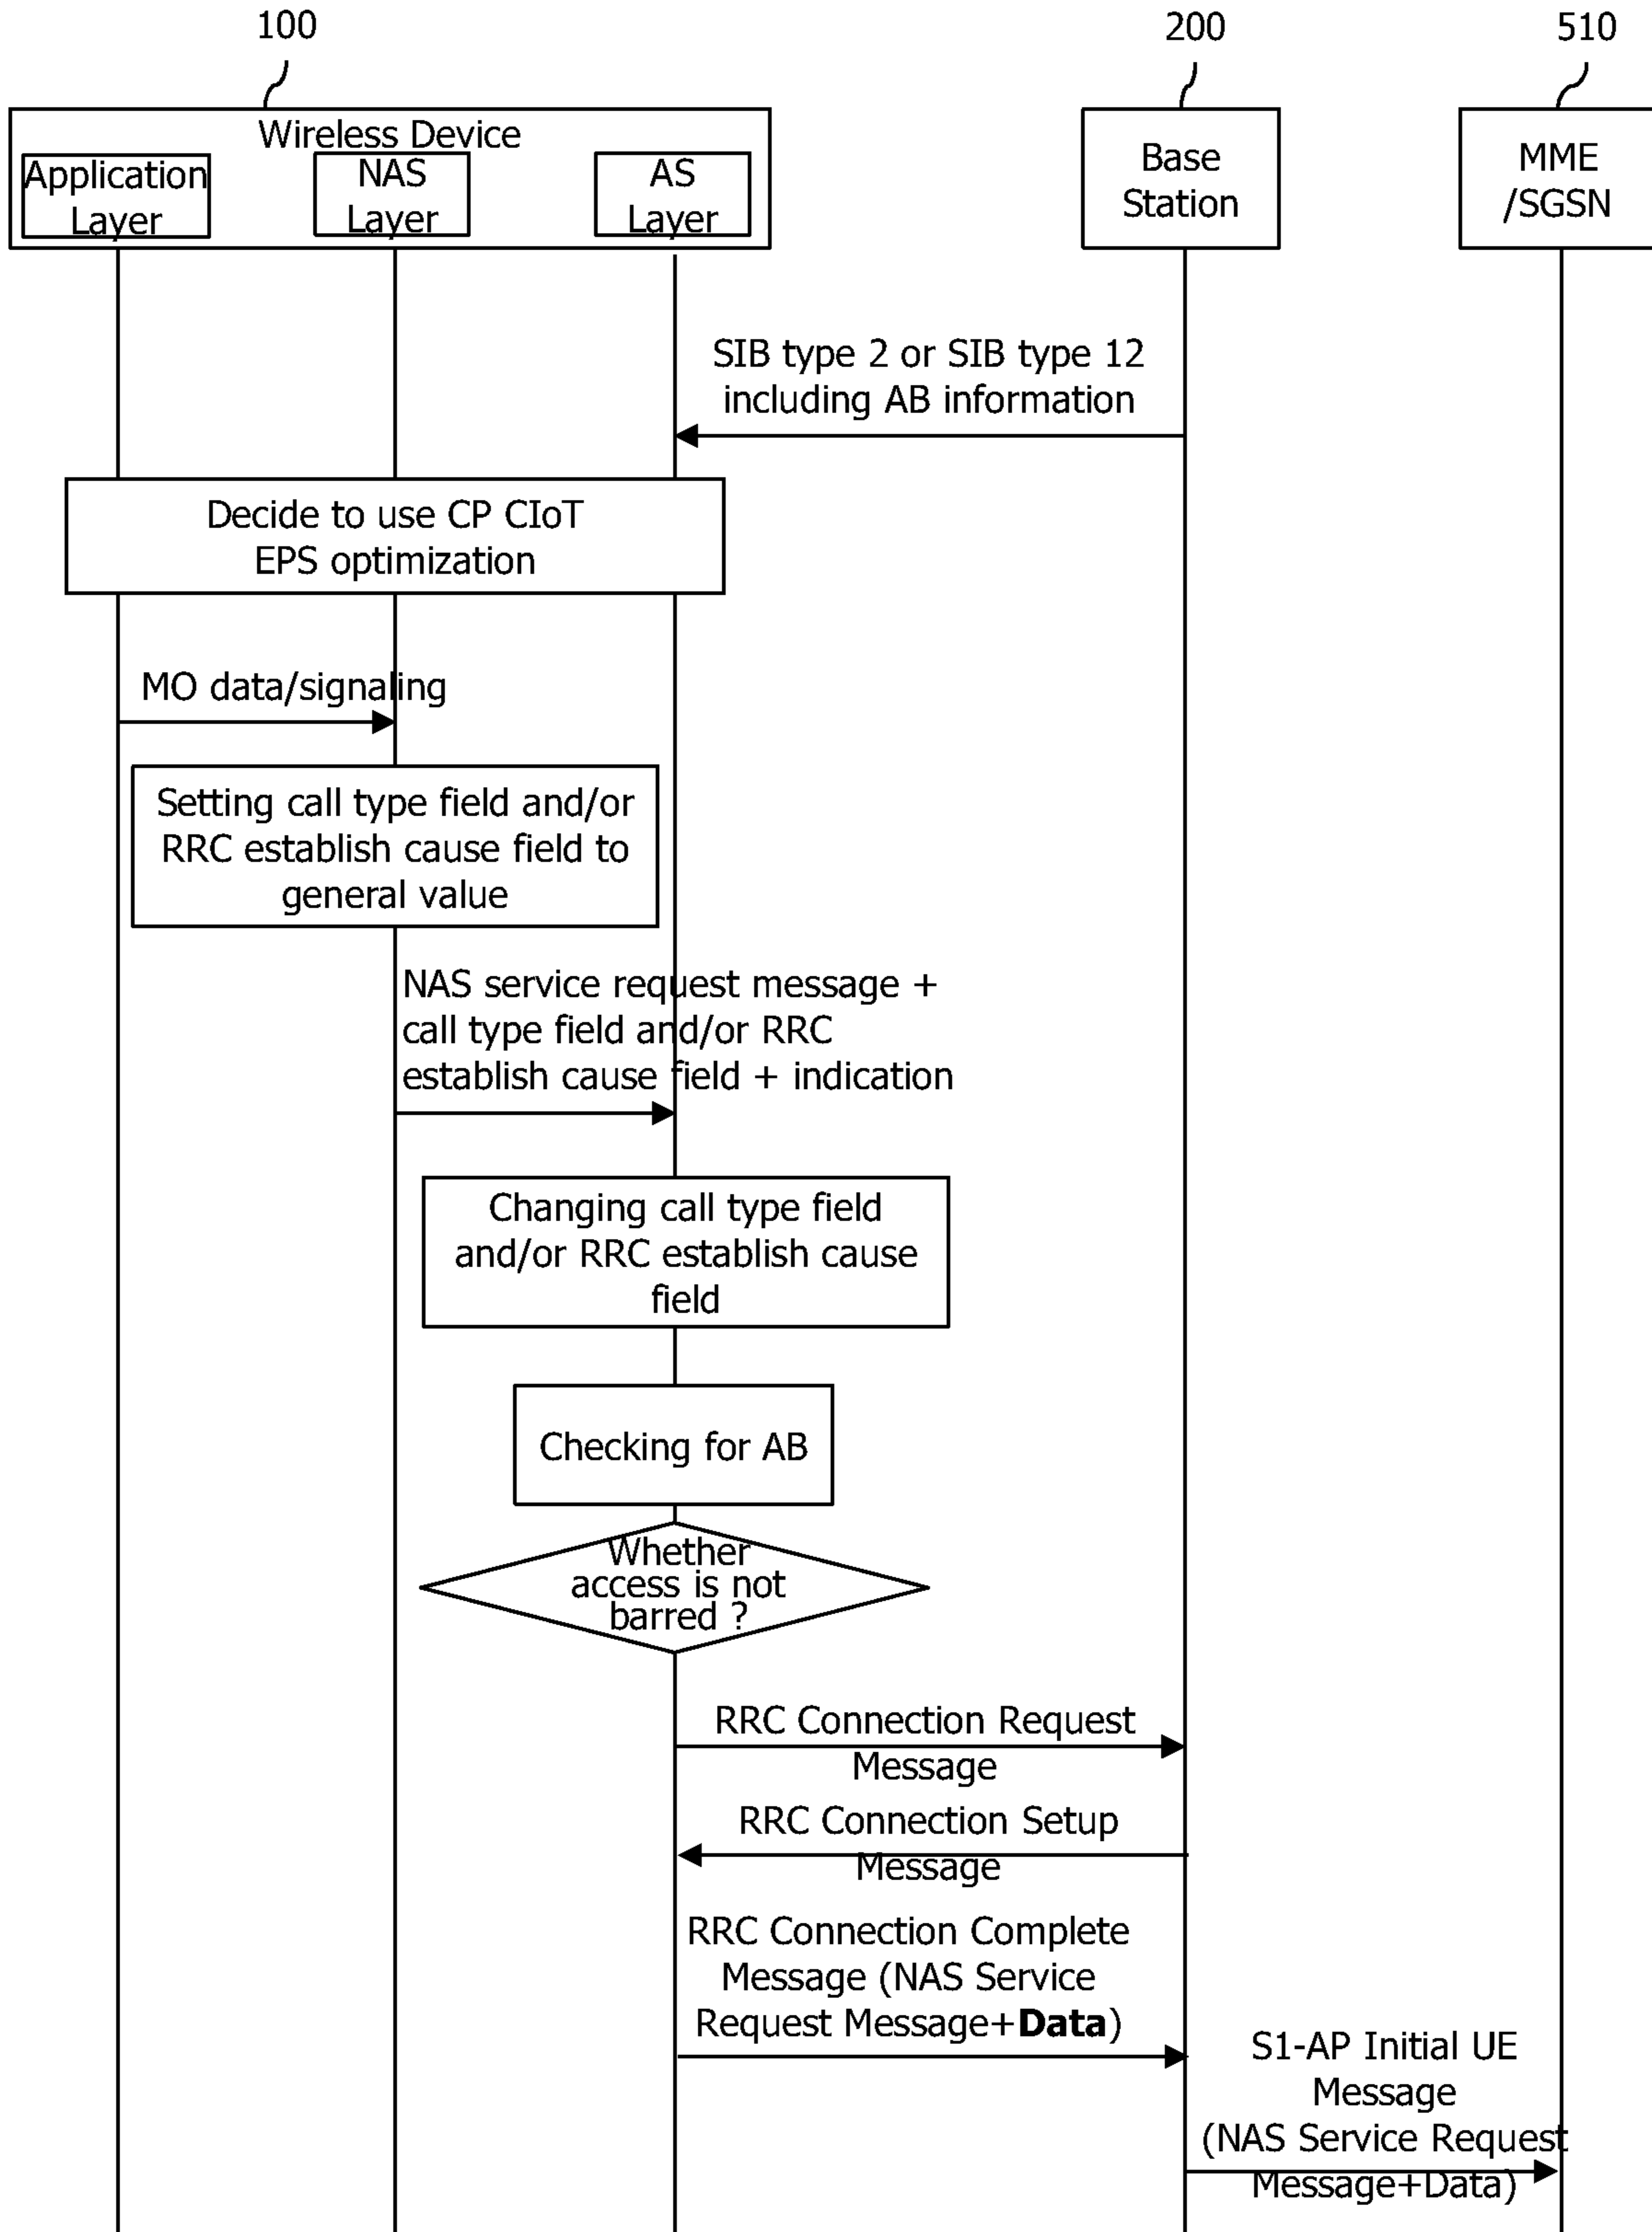 100
200
510
Wireless Device
Application
Layer
NAS
Layer
AS
Layer
Base
Station
MME
/SGSN
SIB type 2 or SIB type 12
including AB information
Decide to use CP CIoT
EPS optimization
MO data/signaling
Setting call type field and/or
RRC establish cause field to
general value
NAS service request message +
call type field and/or RRC
establish cause field + indication
Changing call type field
and/or RRC establish cause
field
Checking for AB
Whether
access is not
barred ?
RRC Connection Request
Message
RRC Connection Setup
Message
RRC Connection Complete
Message (NAS Service
Request Message+Data)
S1-AP Initial UE
Message
(NAS Service Request
Message+Data)